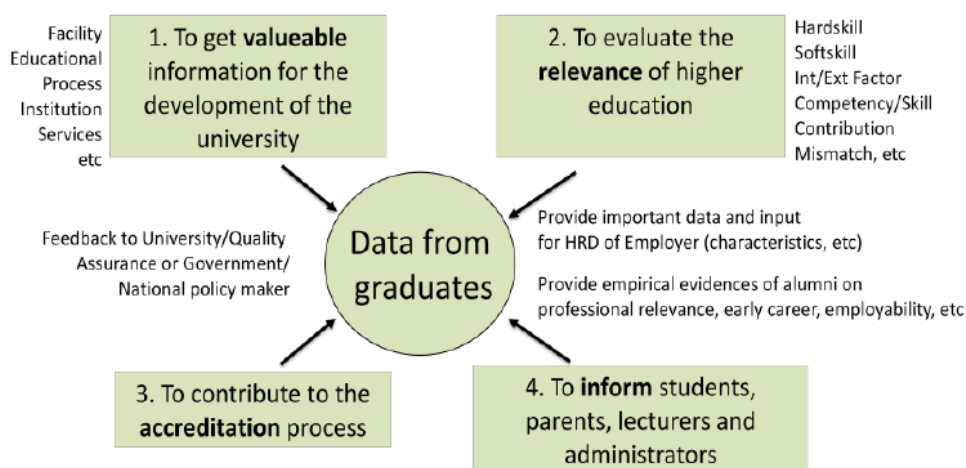 Facility
Educational
Process
Institution
Services
etc
1. To get valueable
information for the
development of the
university
2. To evaluate the
relevance of higher
education
Hardskill
Softskill
Int/Ext Factor
Competency/Skill
Contribution
Mismatch, etc
Feedback to University/Quality
Assurance or Government/
National policy maker
Data from
graduates
Provide important data and input
for HRD of Employer (characteristics, etc)
Provide empirical evidences of alumni on
professional relevance, early career, employability, etc
3. To contribute to the
accreditation process
4. To inform students,
parents, lecturers and
administrators